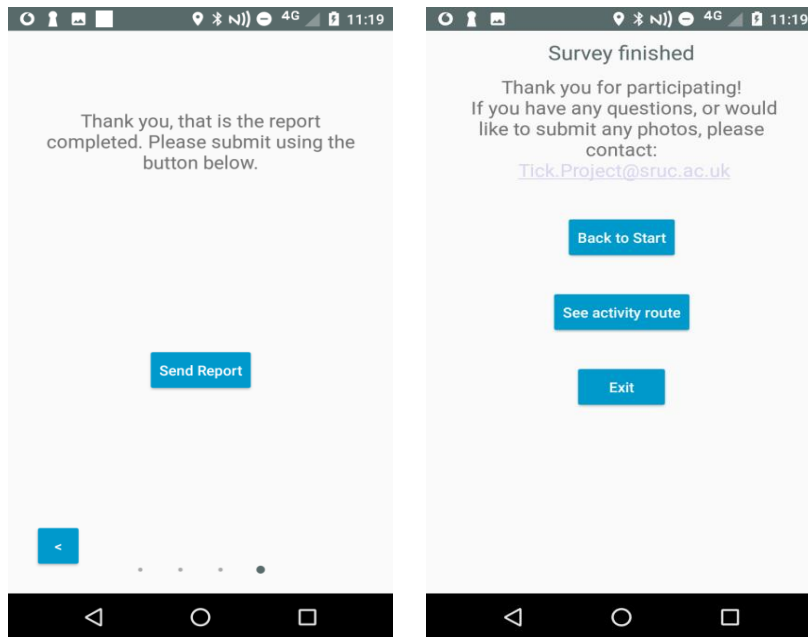 4G 11:19
Thank you, that is the report
completed. Please submit using the
button below.
Send Report
<
4G 11:19
Survey finished
Thank you for participating!
If you have any questions, or would
like to submit any photos, please
contact:
Tick.Project@sruc.ac.uk
Back to Start
See activity route
Exit